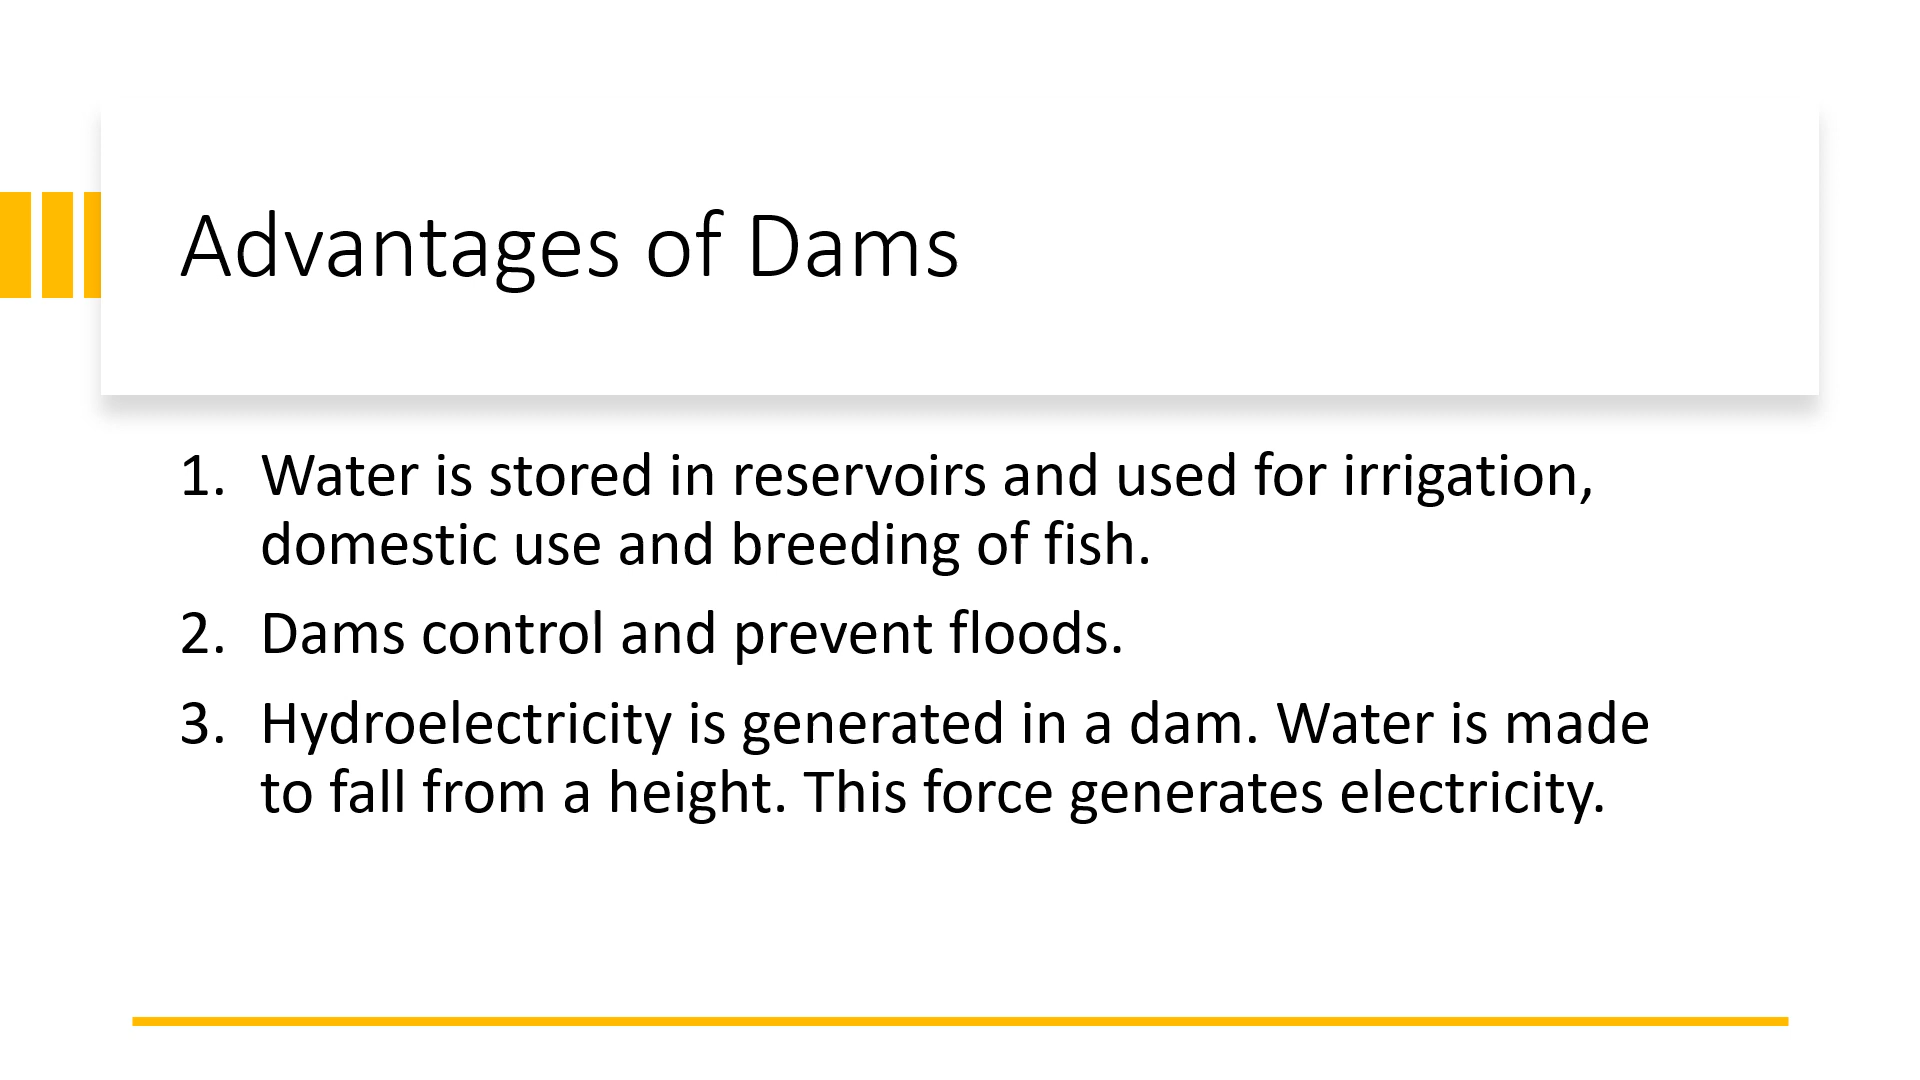 Advantages of Dams
1. Water is stored in reservoirs and used for irrigation,
domestic use and breeding of fish.
2. Dams control and prevent floods.
3. Hydroelectricity is generated in a dam. Water is made
to fall from a height. This force generates electricity.